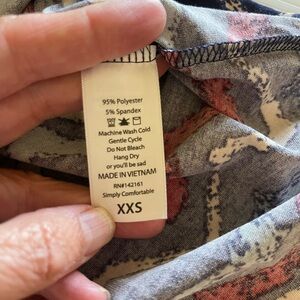 95% Polyester
5% Spandex
Machine Wash Cold
Gentle Cycle
Do Not Bleach
Hang Dry
or you'll be sad
MADE IN VIETNAM
RN#142161
Simply Comfortable
XXS